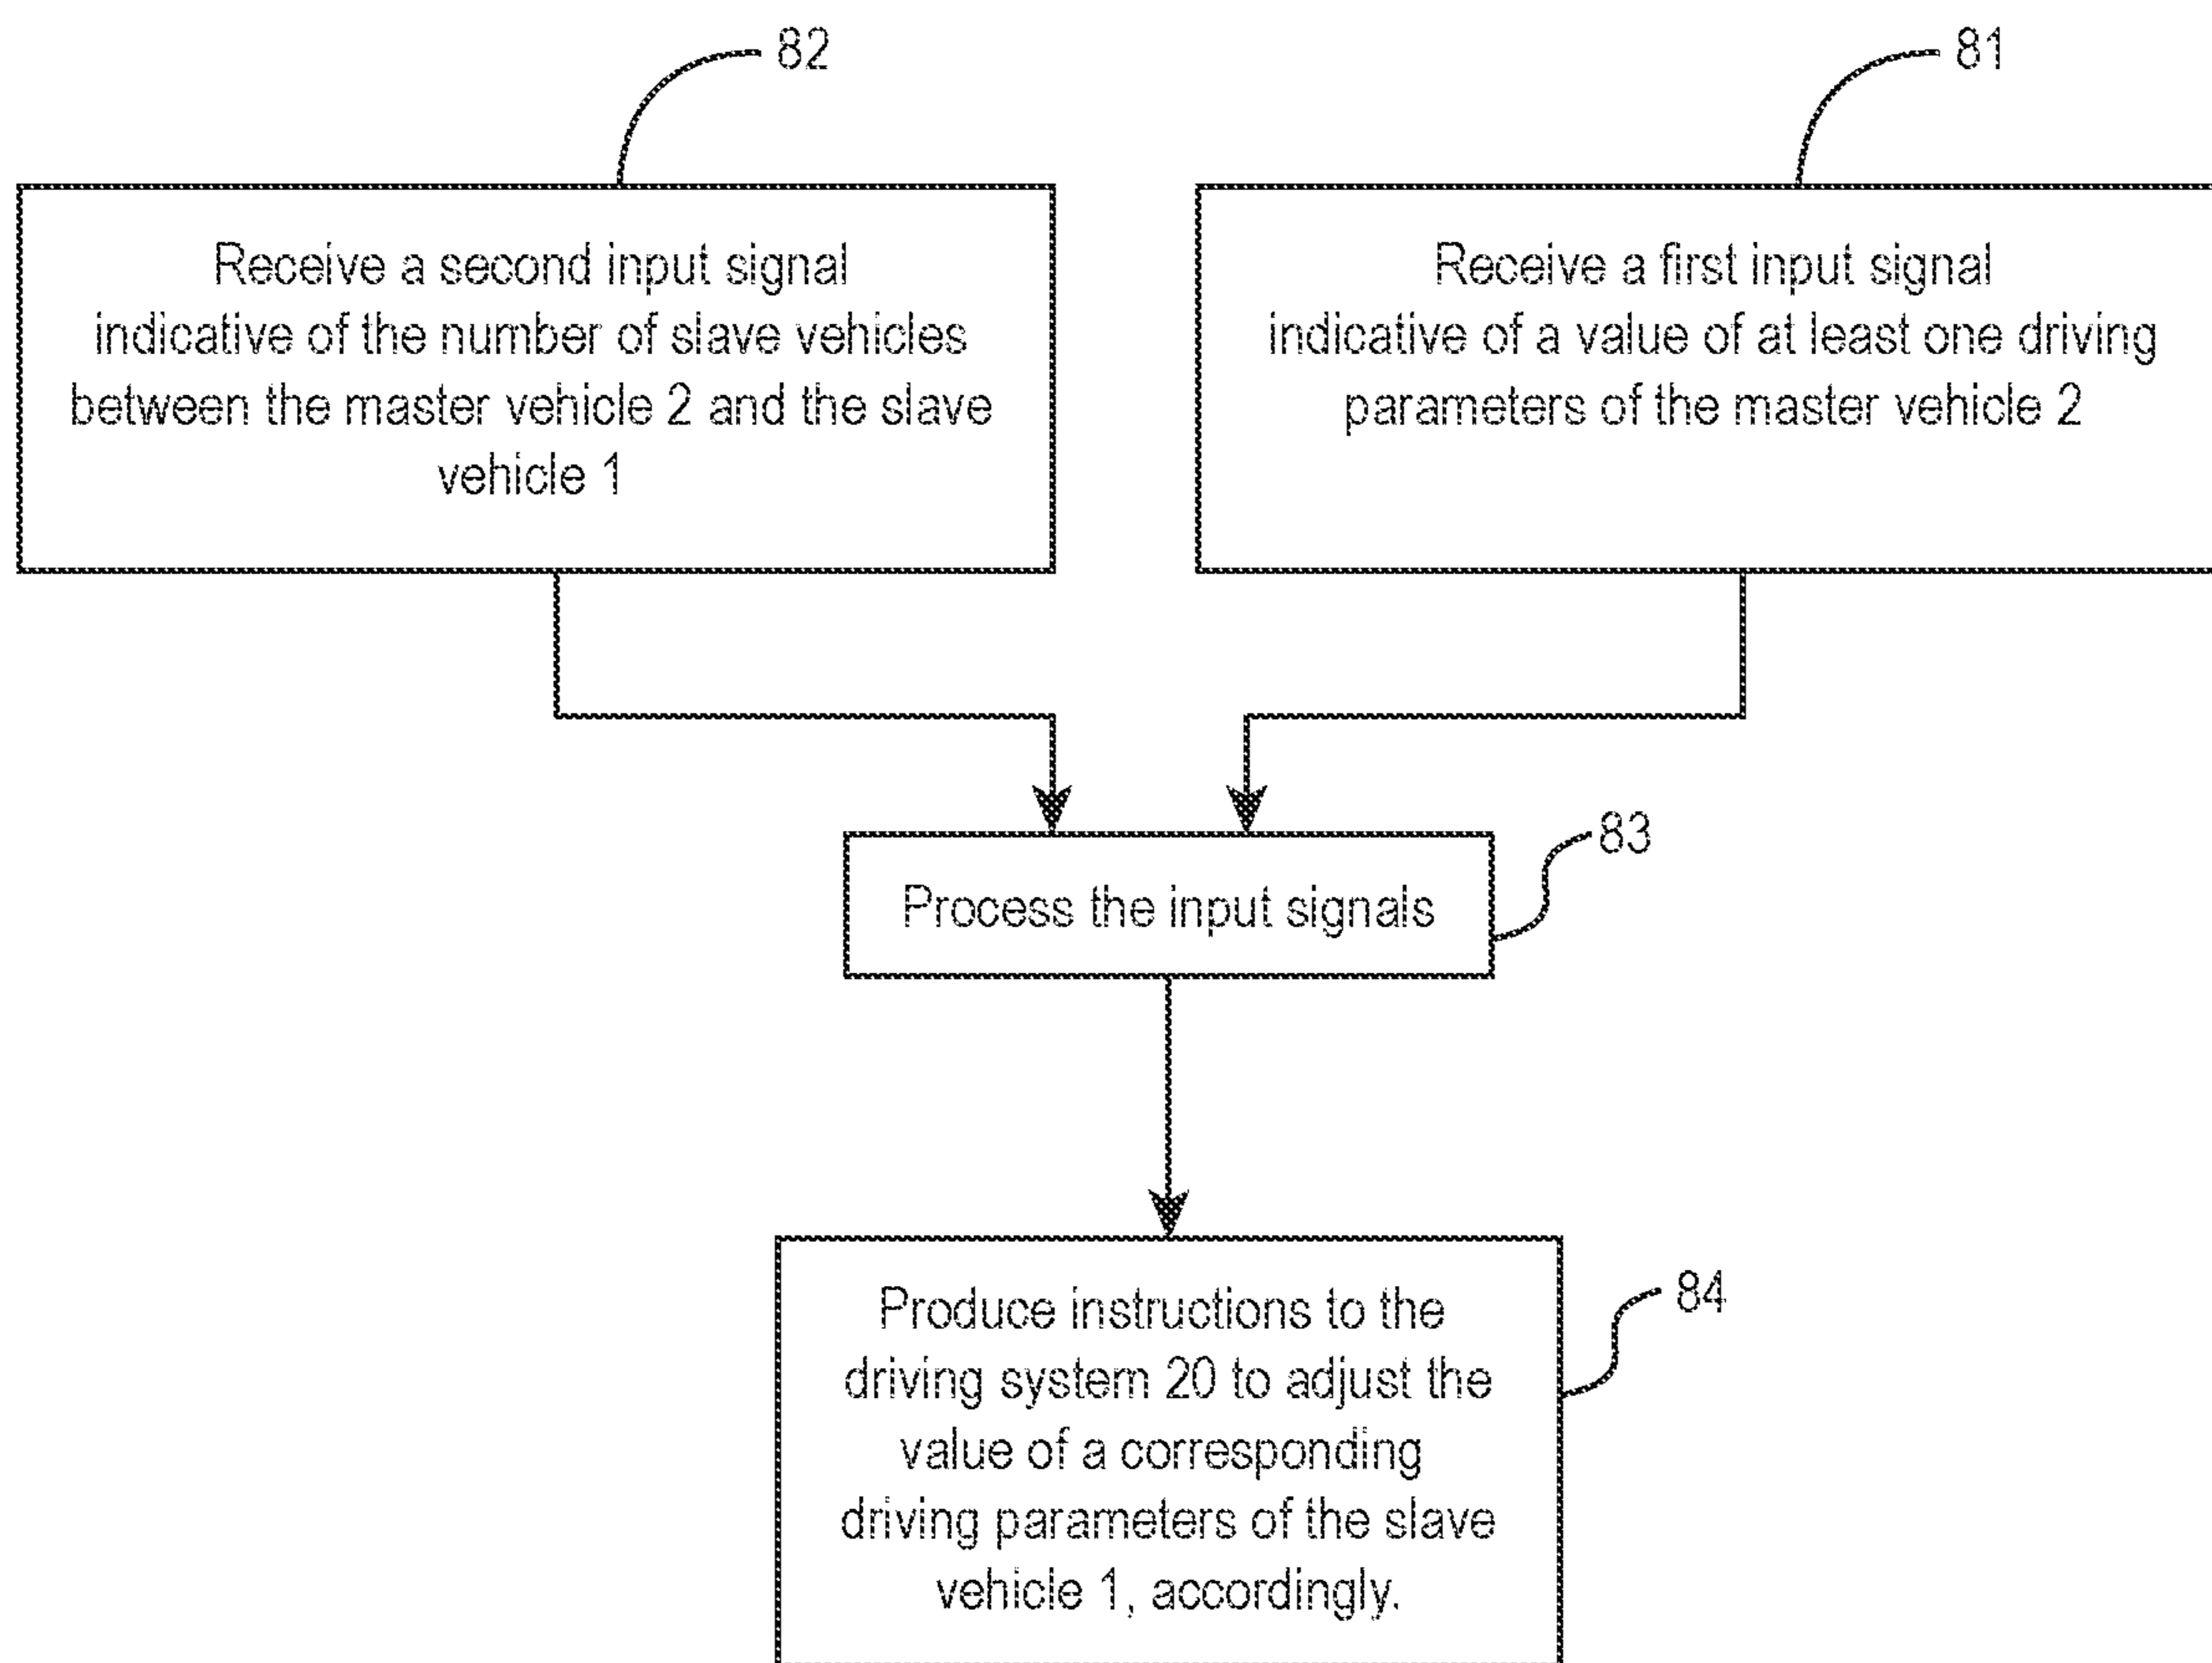 82
81
Receive a second input signal
indicative of the number of slave vehicles
between the master vehicle 2 and the slave
vehicle 1
Receive a first input signal
indicative of a value of at least one driving
parameters of the master vehicle 2
83
Process the input signals
84
Produce instructions to the
driving system 20 to adjust the
value of a corresponding
driving parameters of the slave
vehicle 1, accordingly.